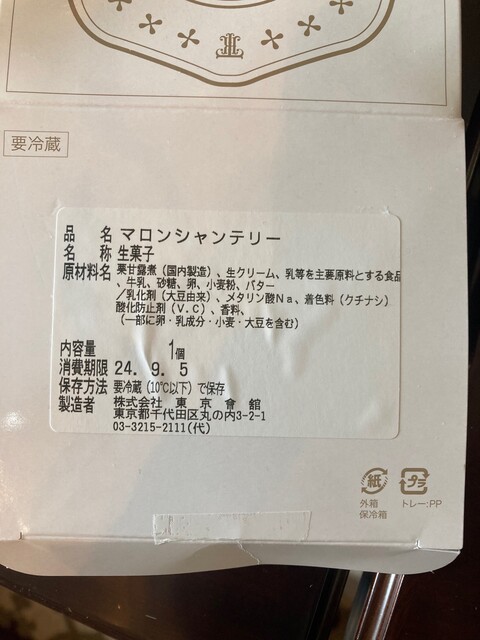 要冷蔵
品名 マロンシャンテリー
名称 生菓子
原材料名 栗甘露煮（国内製造）、生クリーム、乳等を主要原料とする食品
、牛乳、砂糖、卵、小麦粉、バター
／乳化剤（大豆由来）、メタリン酸Ｎａ、着色料（クチナシ）
酸化防止剤（Ｖ.Ｃ）、香料、
（一部に卵・乳成分・小麦・大豆を含む）
内容量 1個
消費期限 24. 9. 5
保存方法 要冷蔵（10℃以下）で保存
製造者 株式会社 東京會舘
東京都千代田区丸の内3-2-1
03-3215-2111(代)
紙 プラ
外箱 トレー:PP
保冷箱